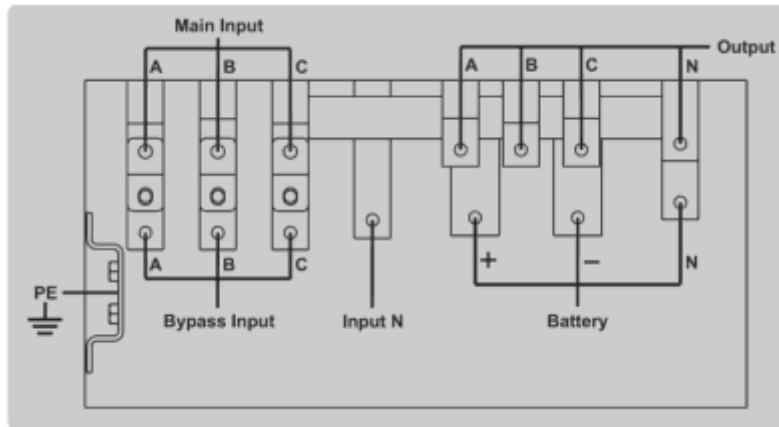 Main Input
Output
A B C A B C N
+ − N
A B C
PE
Bypass Input Input N Battery